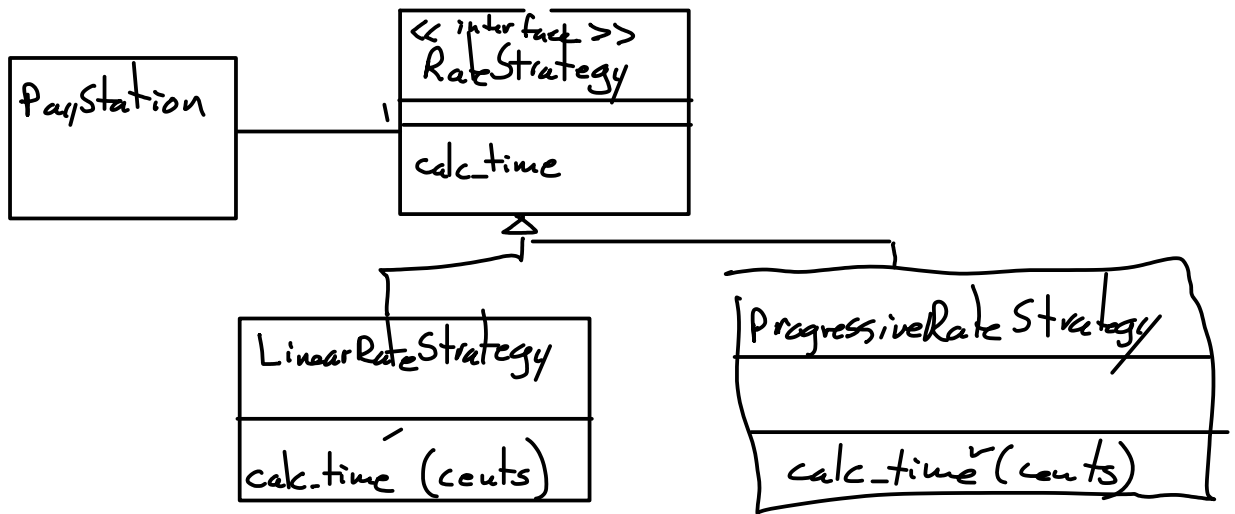 << interface >>
RateStrategy
PayStation
1
calc_time
LinearRateStrategy
calc_time (cents)
ProgressiveRateStrategy
calc_time (cents)